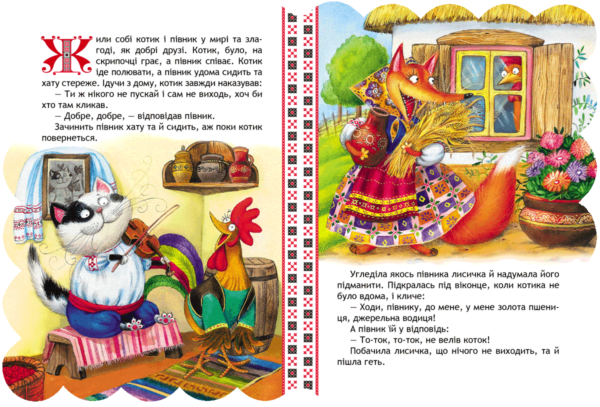 Жили собі котик і півник у мирі та зла-
годі, як добрі друзі. Котик, було, на
скрипочці грає, а півник співає. Котик
іде полювати, а півник удома сидить та
хату стереже. Ідучи з дому, котик завжди наказував:
— Ти ж нікого не пускай і сам не виходь, хоч би
хто там кликав.
— Добре, добре, — відповідав півник.
Зачинить півник хату та й сидить, аж поки котик
повернеться.
Угледіла якось півника лисичка й надумала його
підманити. Підкралась під віконце, коли котика не
було вдома, і кличе:
— Ходи, півнику, до мене, у мене золота пшени-
ця, джерельна водиця!
А півник їй у відповідь:
— То-ток, то-ток, не велів коток!
Побачила лисичка, що нічого не виходить, та й
пішла геть.